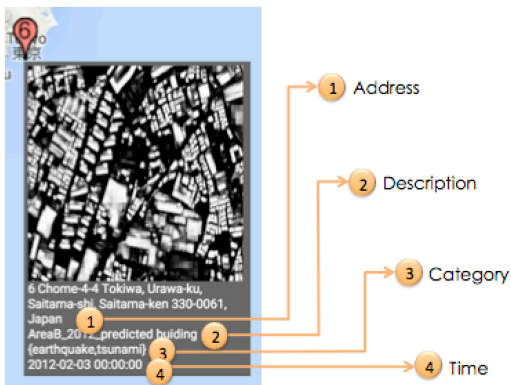 6
To yo
東京
u
6 Chome-4-4 Tokiwa, Urawa-ku,
Saitama-shi, Saitama-ken 330-0061,
Japan
1
AreaB_2012_predicted buiding 2
{earthquake,tsunami} 3
2012-02-03 00:00:00 4
1 Address
2 Description
3 Category
4 Time